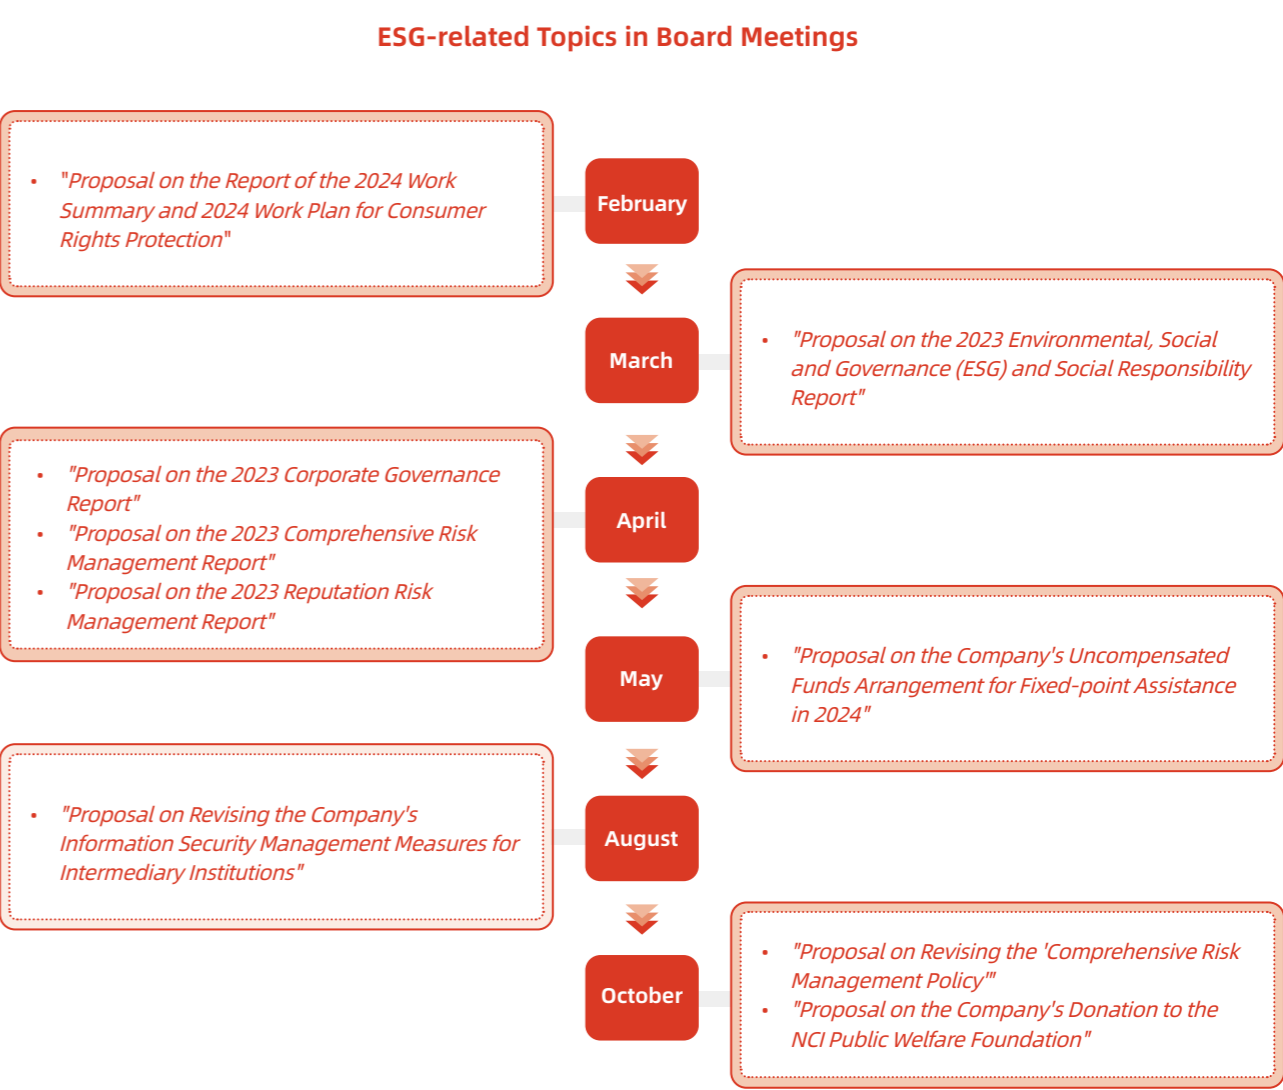 ESG-related Topics in Board Meetings
• "Proposal on the Report of the 2024 Work
Summary and 2024 Work Plan for Consumer
Rights Protection"
February
March
• "Proposal on the 2023 Environmental, Social
and Governance (ESG) and Social Responsibility
Report"
• "Proposal on the 2023 Corporate Governance
Report"
• "Proposal on the 2023 Comprehensive Risk
Management Report"
• "Proposal on the 2023 Reputation Risk
Management Report"
April
May
• "Proposal on the Company's Uncompensated
Funds Arrangement for Fixed-point Assistance
in 2024"
• "Proposal on Revising the Company's
Information Security Management Measures for
Intermediary Institutions"
August
October
• "Proposal on Revising the 'Comprehensive Risk
Management Policy'"
• "Proposal on the Company's Donation to the
NCI Public Welfare Foundation"